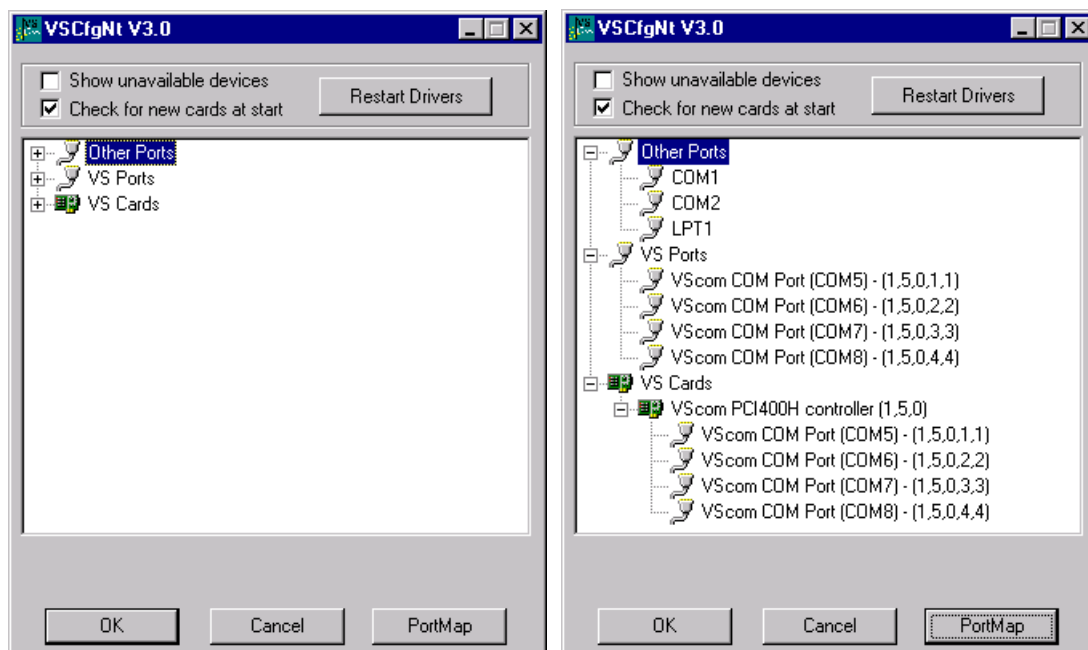 VSCfgNt V3.0
Show unavailable devices
Check for new cards at start
Restart Drivers
Other Ports
VS Ports
VS Cards
OK
Cancel
PortMap
VSCfgNt V3.0
Show unavailable devices
Check for new cards at start
Restart Drivers
Other Ports
COM1
COM2
LPT1
VS Ports
VScom COM Port (COM5) - (1,5,0,1,1)
VScom COM Port (COM6) - (1,5,0,2,2)
VScom COM Port (COM7) - (1,5,0,3,3)
VScom COM Port (COM8) - (1,5,0,4,4)
VS Cards
VScom PCI400H controller (1,5,0)
VScom COM Port (COM5) - (1,5,0,1,1)
VScom COM Port (COM6) - (1,5,0,2,2)
VScom COM Port (COM7) - (1,5,0,3,3)
VScom COM Port (COM8) - (1,5,0,4,4)
OK
Cancel
PortMap